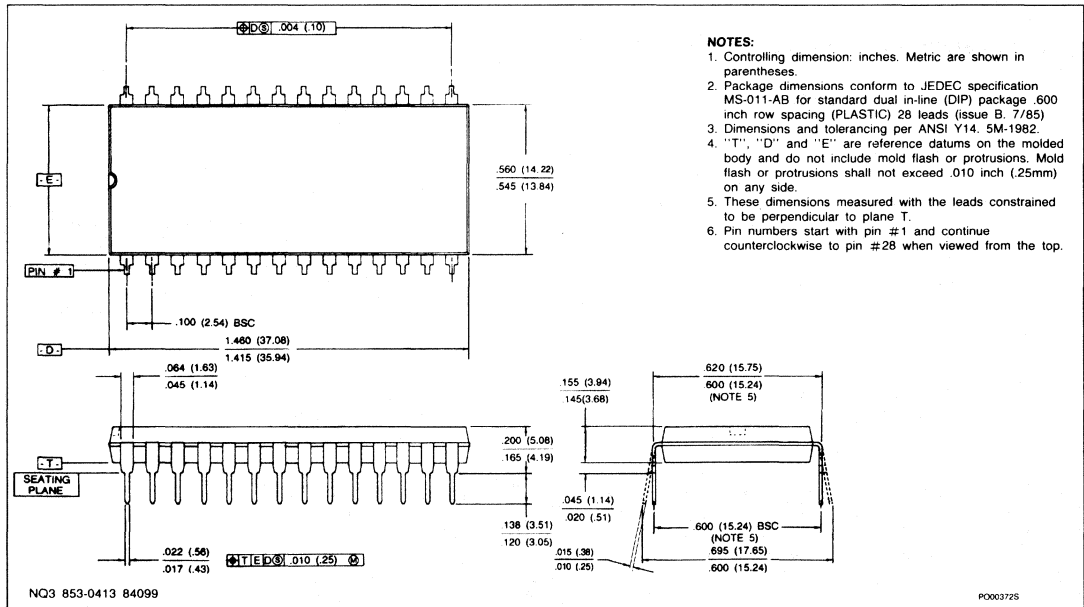 ⌖ D Ⓢ .004 (.10)
- E -
.560 (14.22)
.545 (13.84)
PIN # 1
.100 (2.54) BSC
- D -
1.460 (37.08)
1.415 (35.94)
.064 (1.63)
.045 (1.14)
- T -
SEATING
PLANE
.200 (5.08)
.165 (4.19)
.138 (3.51)
.120 (3.05)
.022 (.56)
.017 (.43)
⌖ T E D Ⓢ .010 (.25) Ⓜ
NQ3 853-0413 84099
NOTES:
1. Controlling dimension: inches. Metric are shown in
parentheses.
2. Package dimensions conform to JEDEC specification
MS-011-AB for standard dual in-line (DIP) package .600
inch row spacing (PLASTIC) 28 leads (issue B. 7/85)
3. Dimensions and tolerancing per ANSI Y14. 5M-1982.
4. "T", "D" and "E" are reference datums on the molded
body and do not include mold flash or protrusions. Mold
flash or protrusions shall not exceed .010 inch (.25mm)
on any side.
5. These dimensions measured with the leads constrained
to be perpendicular to plane T.
6. Pin numbers start with pin #1 and continue
counterclockwise to pin #28 when viewed from the top.
.620 (15.75)
.600 (15.24)
(NOTE 5)
.155 (3.94)
.145(3.68)
.045 (1.14)
.020 (.51)
.600 (15.24) BSC
(NOTE 5)
.695 (17.65)
.600 (15.24)
.015 (.38)
.010 (.25)
PO00372S